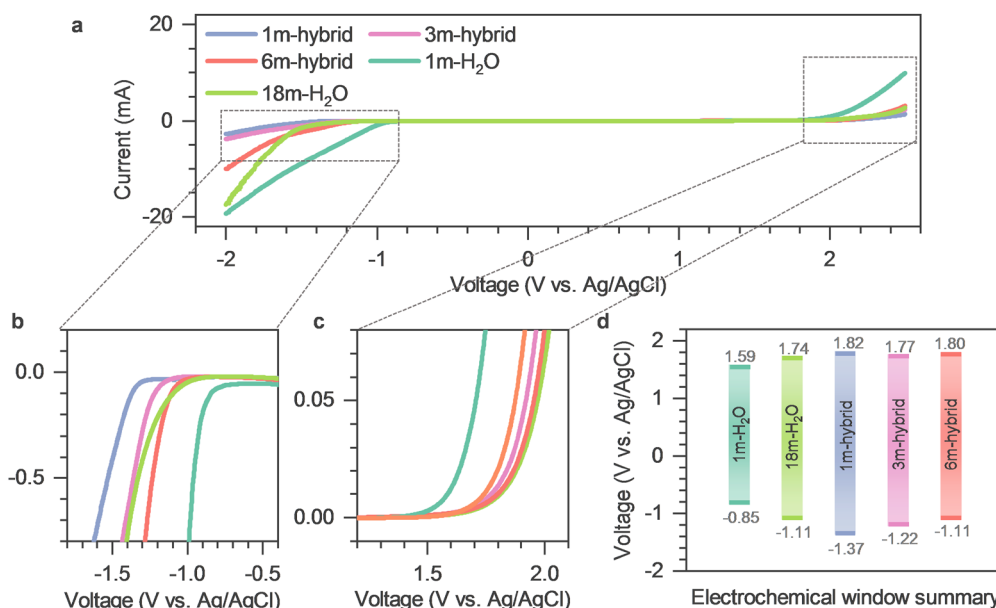 a
20
0
-20
Current (mA)
1m-hybrid
3m-hybrid
6m-hybrid
1m-H₂O
18m-H₂O
-2
-1
0
1
2
Voltage (V vs. Ag/AgCl)
b
0.0
-0.5
-1.5
-1.0
-0.5
Voltage (V vs. Ag/AgCl)
c
0.05
0.00
1.5
2.0
Voltage (V vs. Ag/AgCl)
d
Voltage (V vs. Ag/AgCl)
2
1
0
-1
-2
1.59
1.74
1.82
1.77
1.80
1m-H₂O
18m-H₂O
1m-hybrid
3m-hybrid
6m-hybrid
-0.85
-1.11
-1.37
-1.22
-1.11
Electrochemical window summary